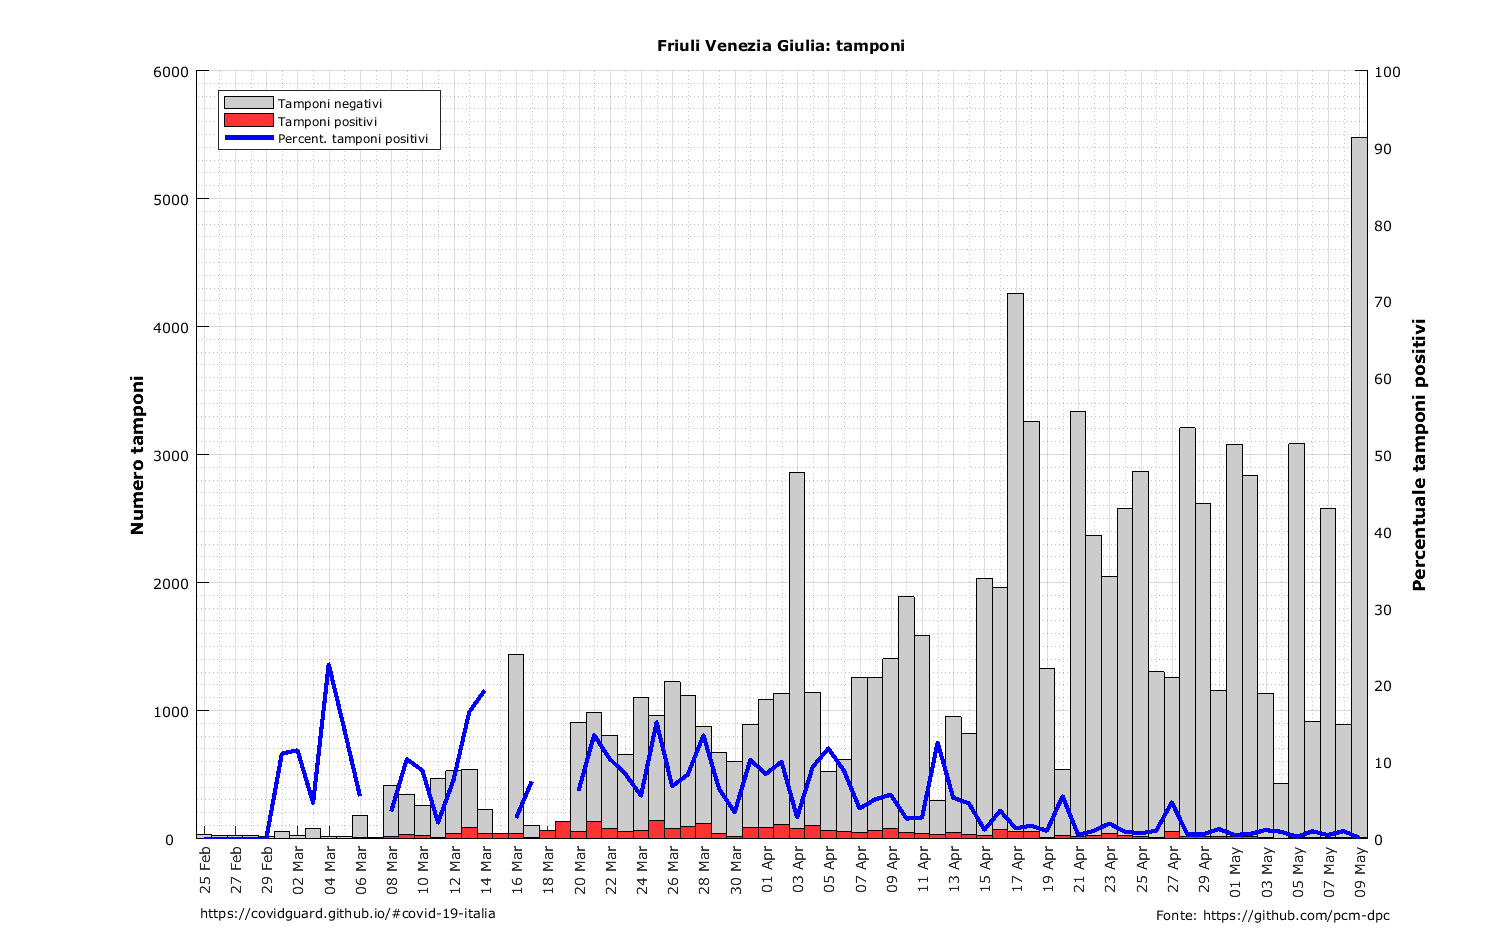 Friuli Venezia Giulia: tamponi
Tamponi negativi
Tamponi positivi
Percent. tamponi positivi
Numero tamponi
6000
5000
4000
3000
2000
1000
0
Percentuale tamponi positivi
100
90
80
70
60
50
40
30
20
10
0
25 Feb
27 Feb
29 Feb
02 Mar
04 Mar
06 Mar
08 Mar
10 Mar
12 Mar
14 Mar
16 Mar
18 Mar
20 Mar
22 Mar
24 Mar
26 Mar
28 Mar
30 Mar
01 Apr
03 Apr
05 Apr
07 Apr
09 Apr
11 Apr
13 Apr
15 Apr
17 Apr
19 Apr
21 Apr
23 Apr
25 Apr
27 Apr
29 Apr
01 May
03 May
05 May
07 May
09 May
https://covidguard.github.io/#covid-19-italia
Fonte: https://github.com/pcm-dpc